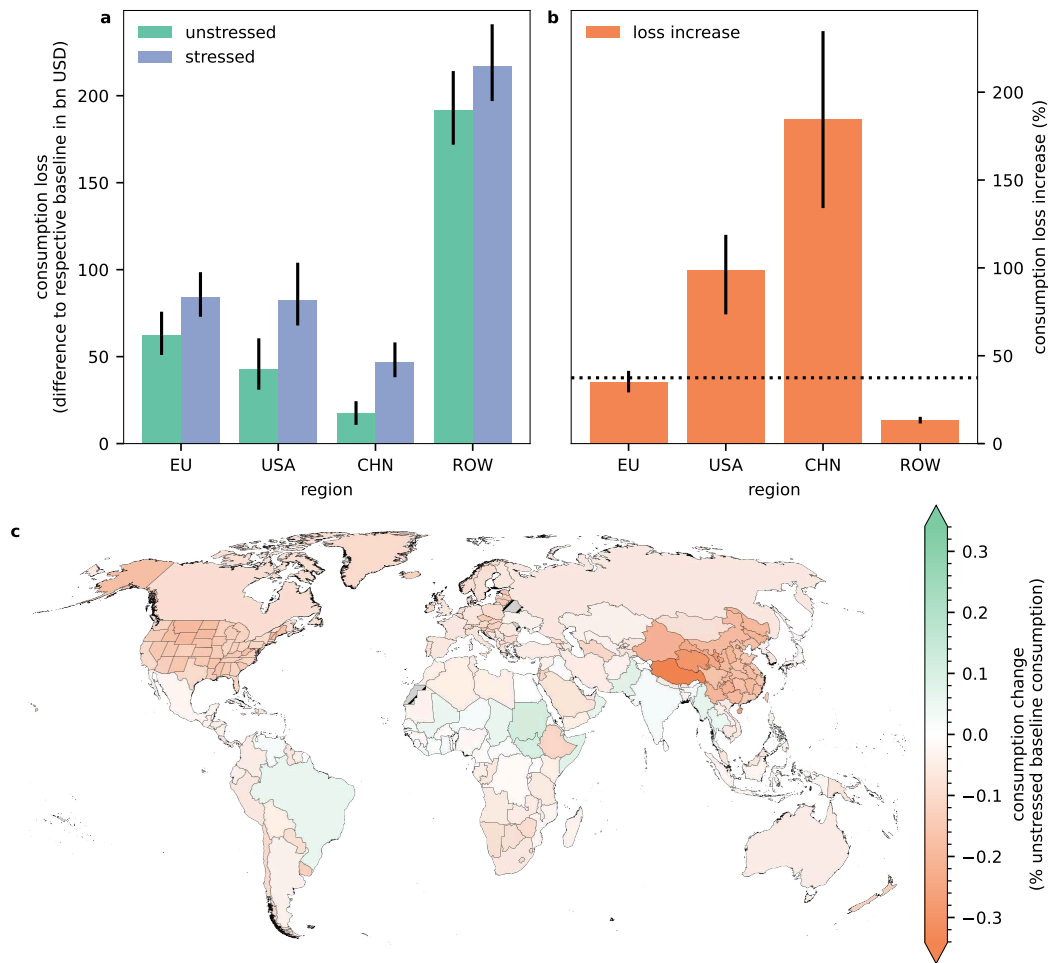 a
unstressed
stressed
consumption loss
(difference to respective baseline in bn USD)
200
150
100
50
0
EU
USA
CHN
ROW
region
b
loss increase
200
150
100
50
0
consumption loss increase (%)
EU
USA
CHN
ROW
region
c
0.3
0.2
0.1
0.0
−0.1
−0.2
−0.3
consumption change
(% unstressed baseline consumption)